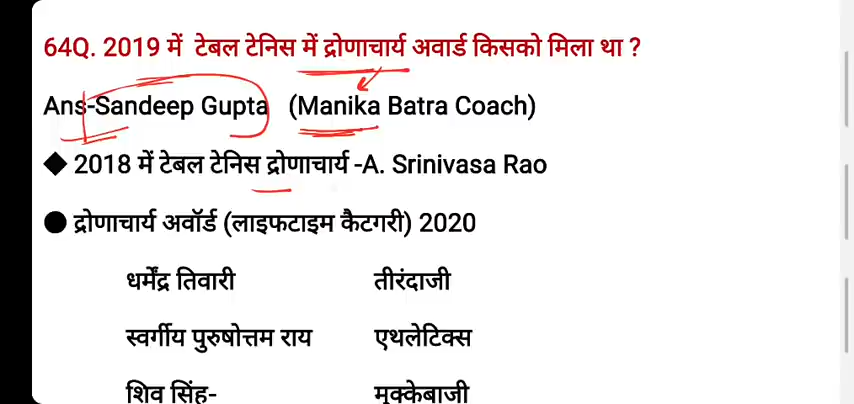 64Q. 2019 में टेबल टेनिस में द्रोणाचार्य अवार्ड किसको मिला था ?
Ans-Sandeep Gupta (Manika Batra Coach)
◆ 2018 में टेबल टेनिस द्रोणाचार्य -A. Srinivasa Rao
● द्रोणाचार्य अवॉर्ड (लाइफटाइम कैटगरी) 2020
धर्मेंद्र तिवारी तीरंदाजी
स्वर्गीय पुरुषोत्तम राय एथलेटिक्स
शिव सिंह- मुक्केबाजी